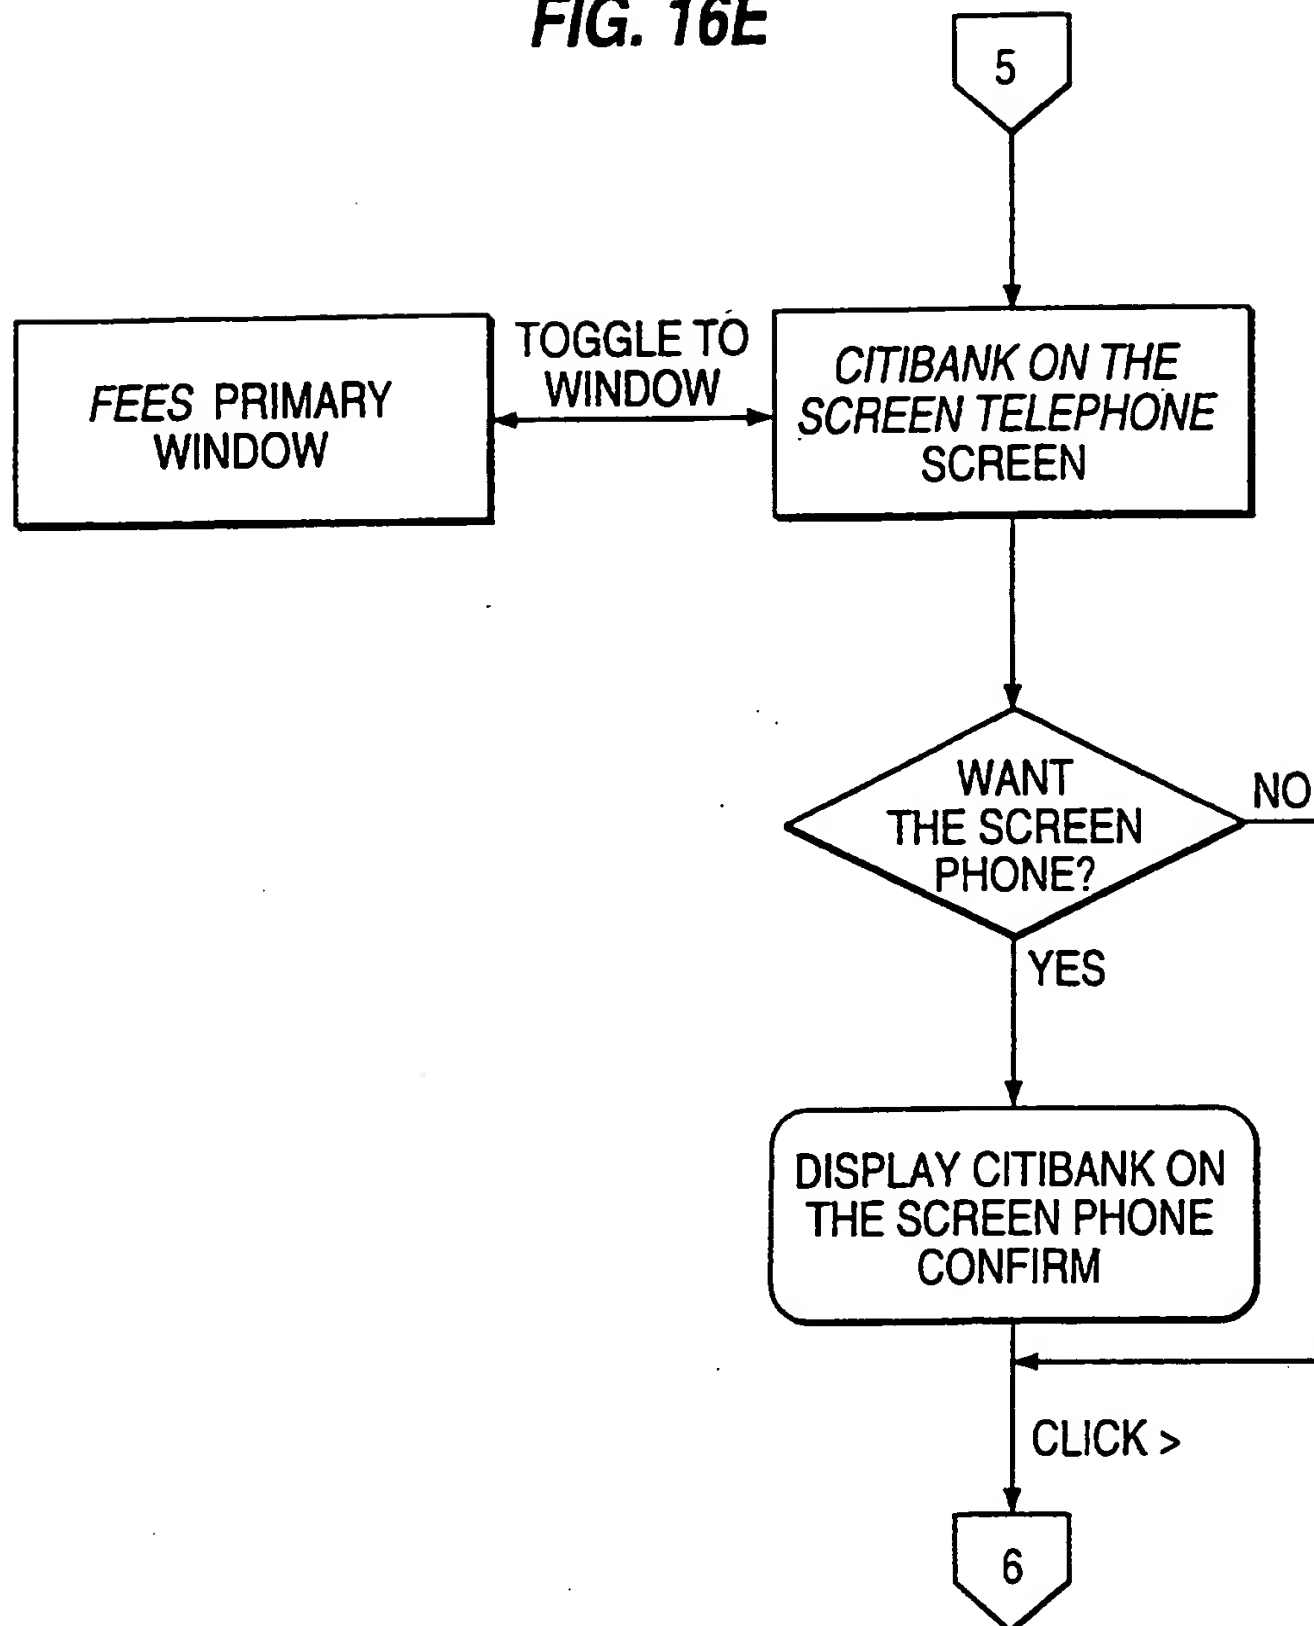 FIG. 16E
5
TOGGLE TO
WINDOW
FEES PRIMARY
WINDOW
CITIBANK ON THE
SCREEN TELEPHONE
SCREEN
WANT
THE SCREEN
PHONE?
NO
YES
DISPLAY CITIBANK ON
THE SCREEN PHONE
CONFIRM
CLICK >
6